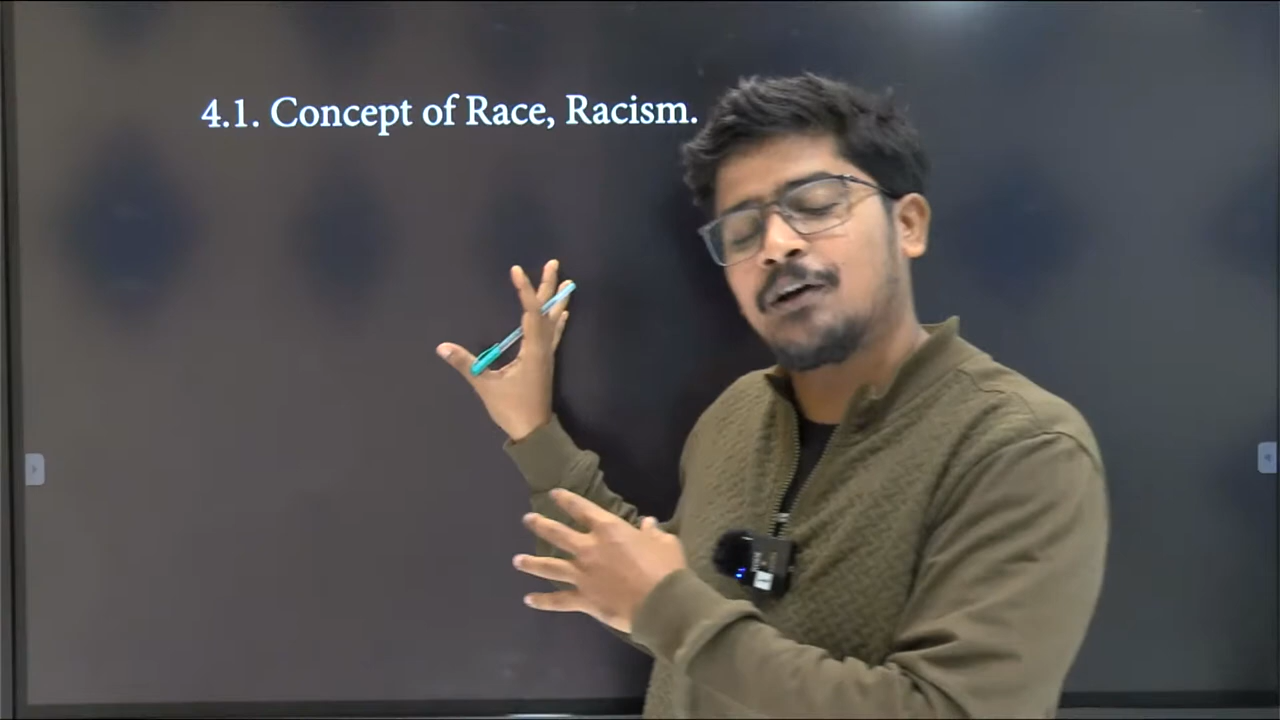 4.1. Concept of Race, Racism.